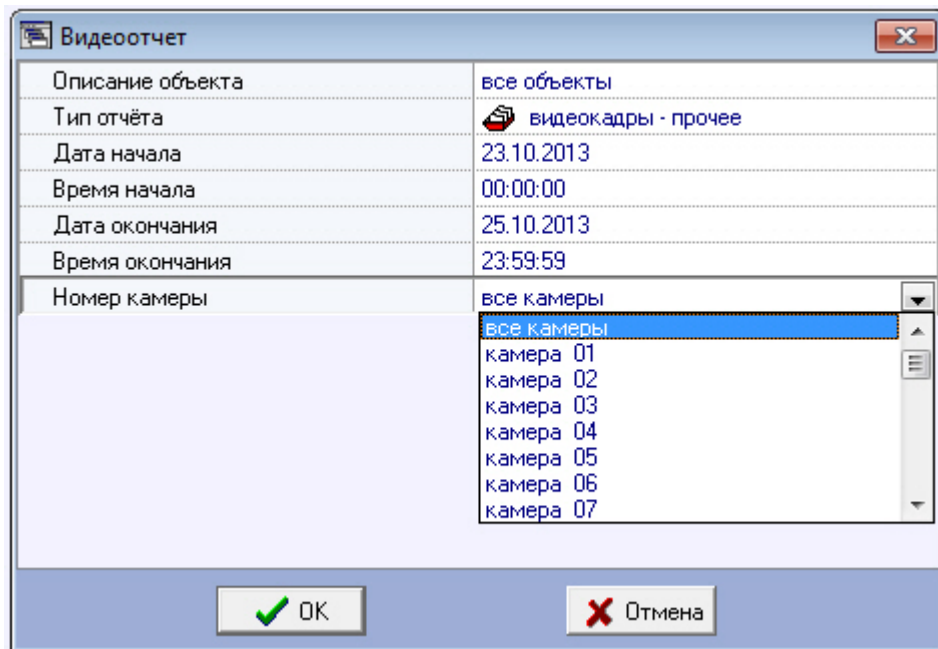 Видеоотчет
Описание объекта все объекты
Тип отчёта видеокадры - прочее
Дата начала 23.10.2013
Время начала 00:00:00
Дата окончания 25.10.2013
Время окончания 23:59:59
Номер камеры все камеры
все камеры
камера 01
камера 02
камера 03
камера 04
камера 05
камера 06
камера 07
OK Отмена